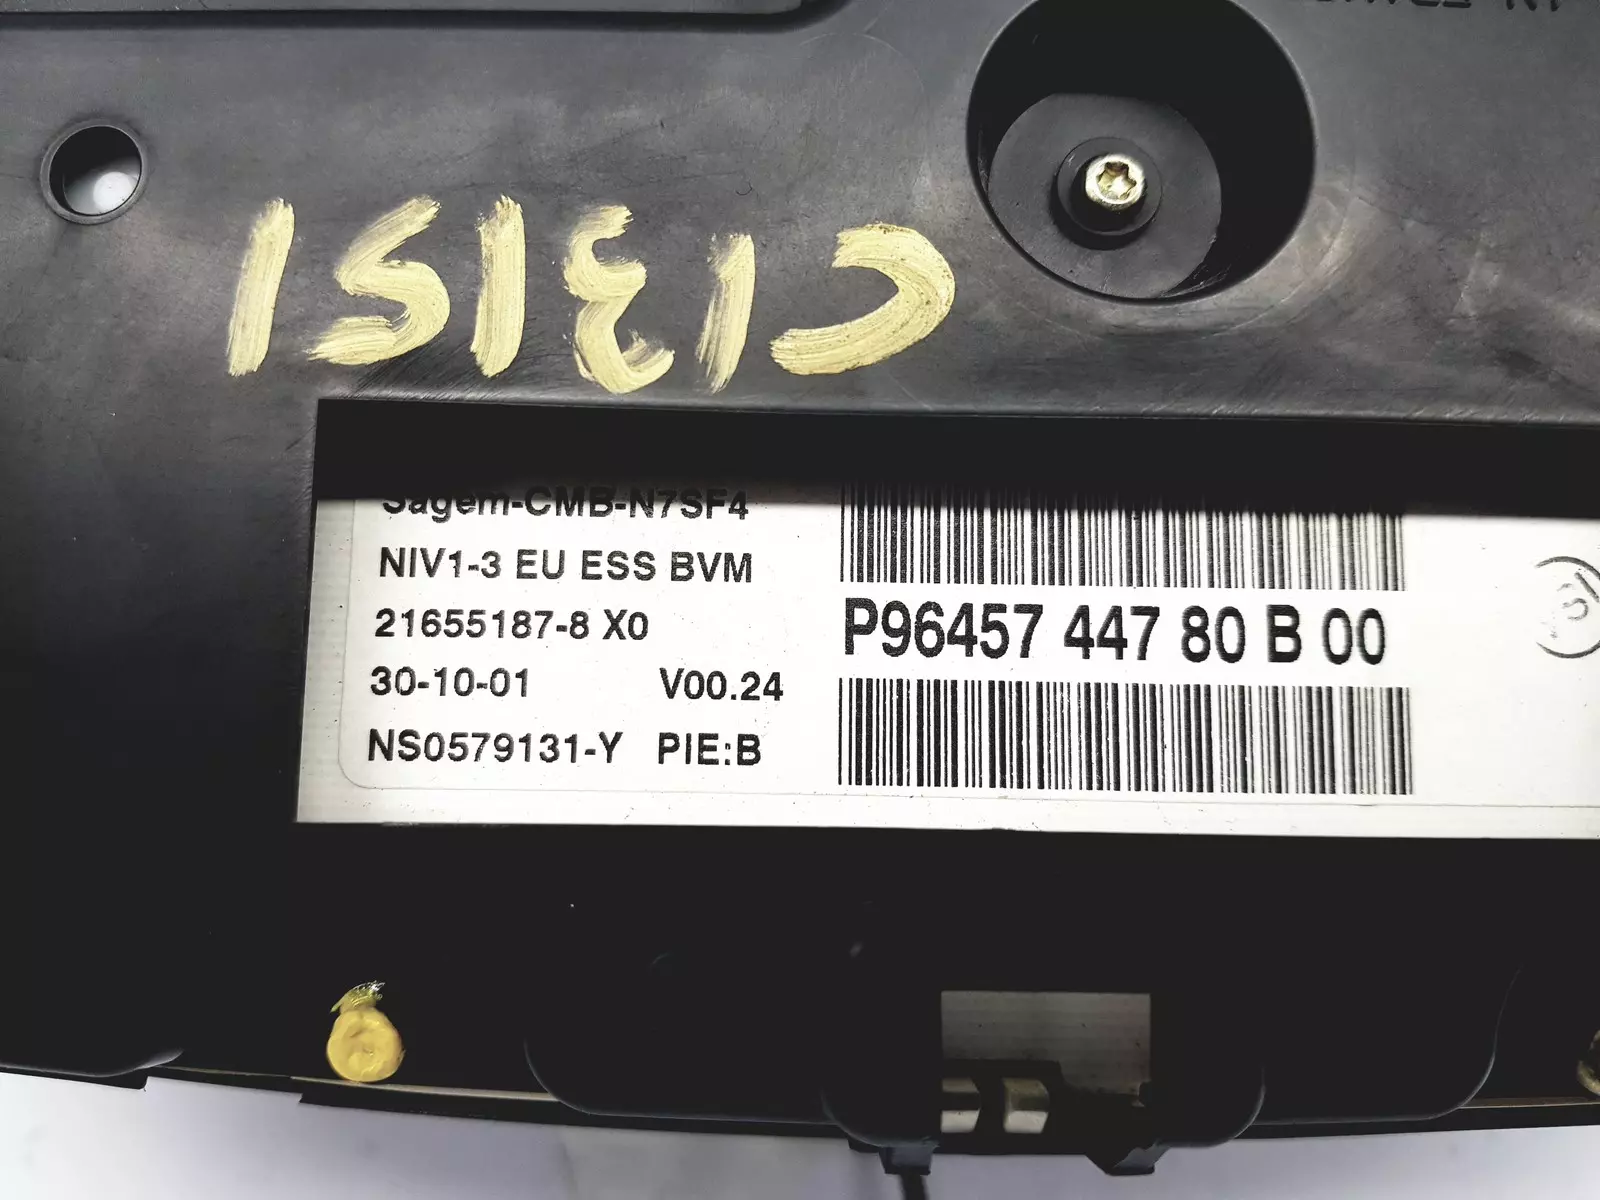 C13151
Sagem-CMB-N7SF4
NIV1-3 EU ESS BVM
21655187-8 X0
30-10-01 V00.24
NS0579131-Y PIE:B
P96457 447 80 B 00